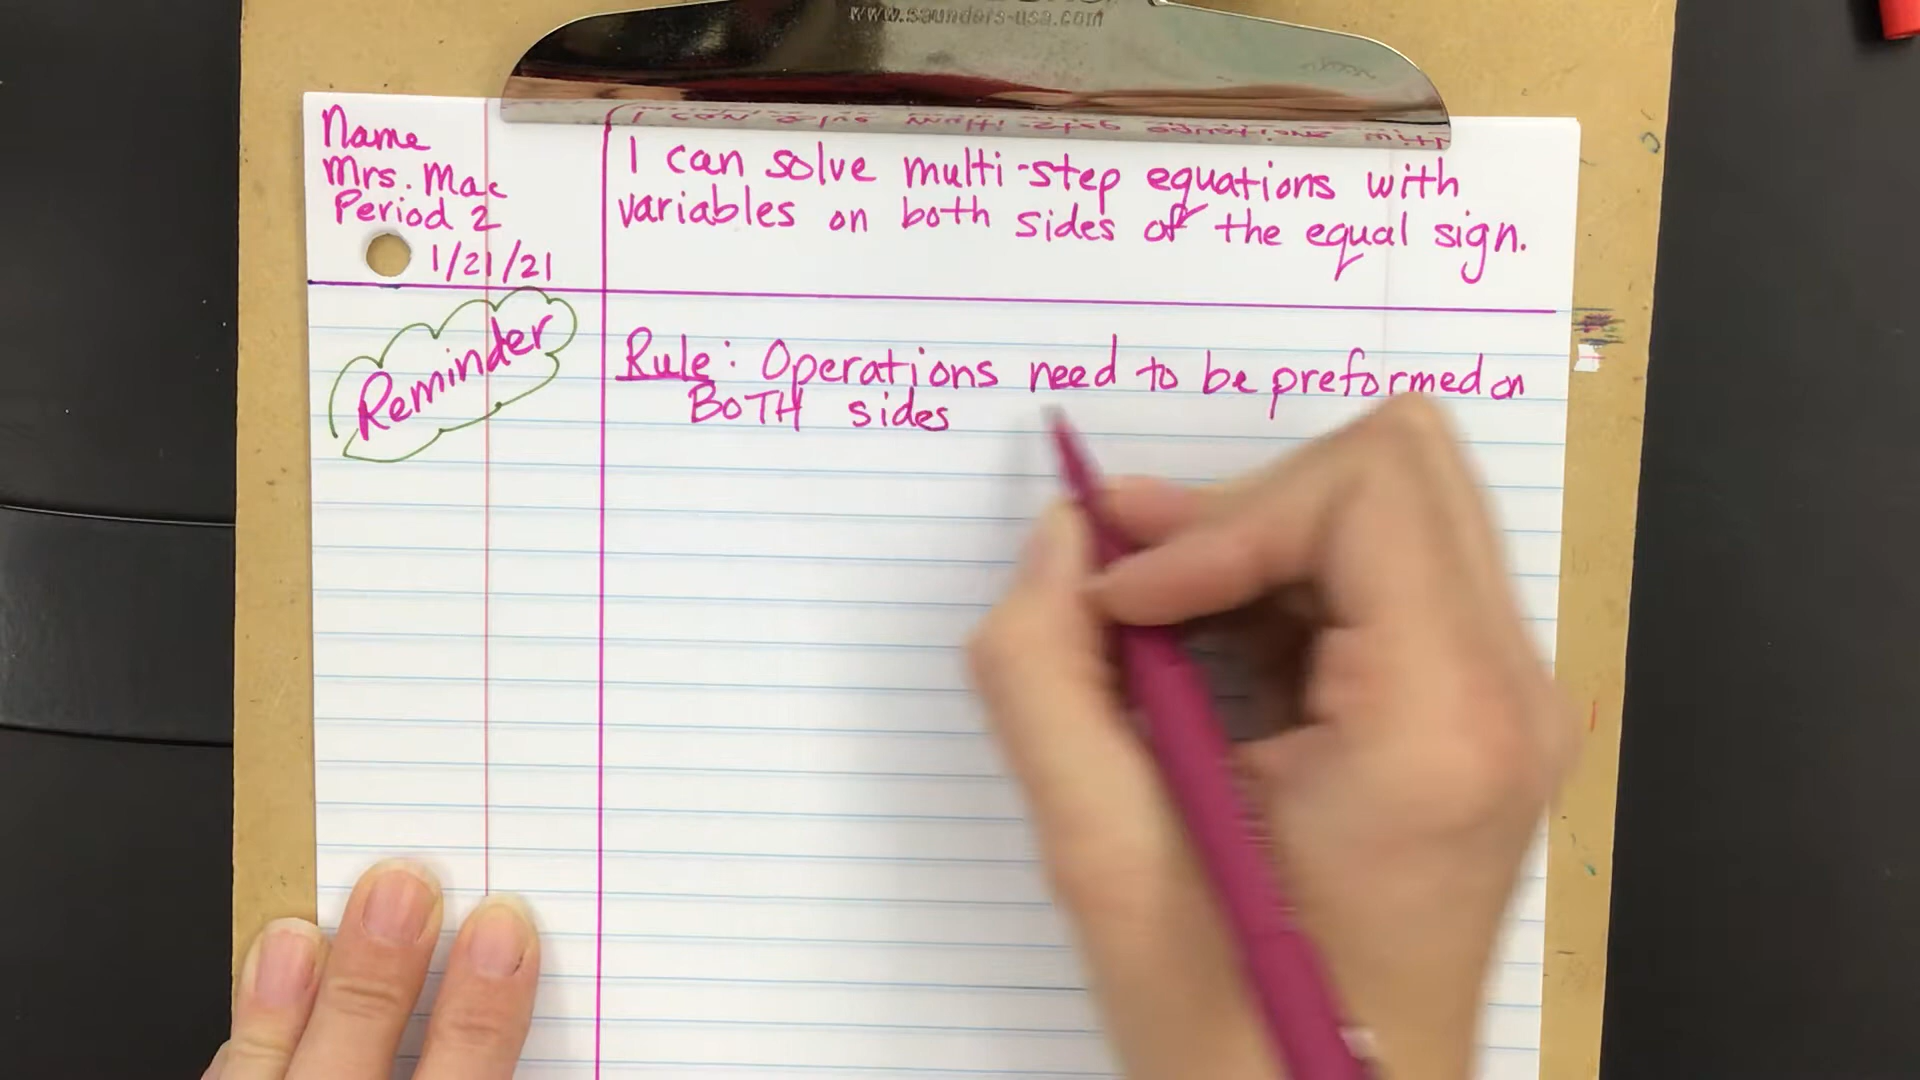 www.saunders-usa.com
Name
Mrs. Mac
Period 2
1/21/21
I can solve multi-step equations with
variables on both sides of the equal sign.
Reminder
Rule: Operations need to be preformed on
BOTH sides